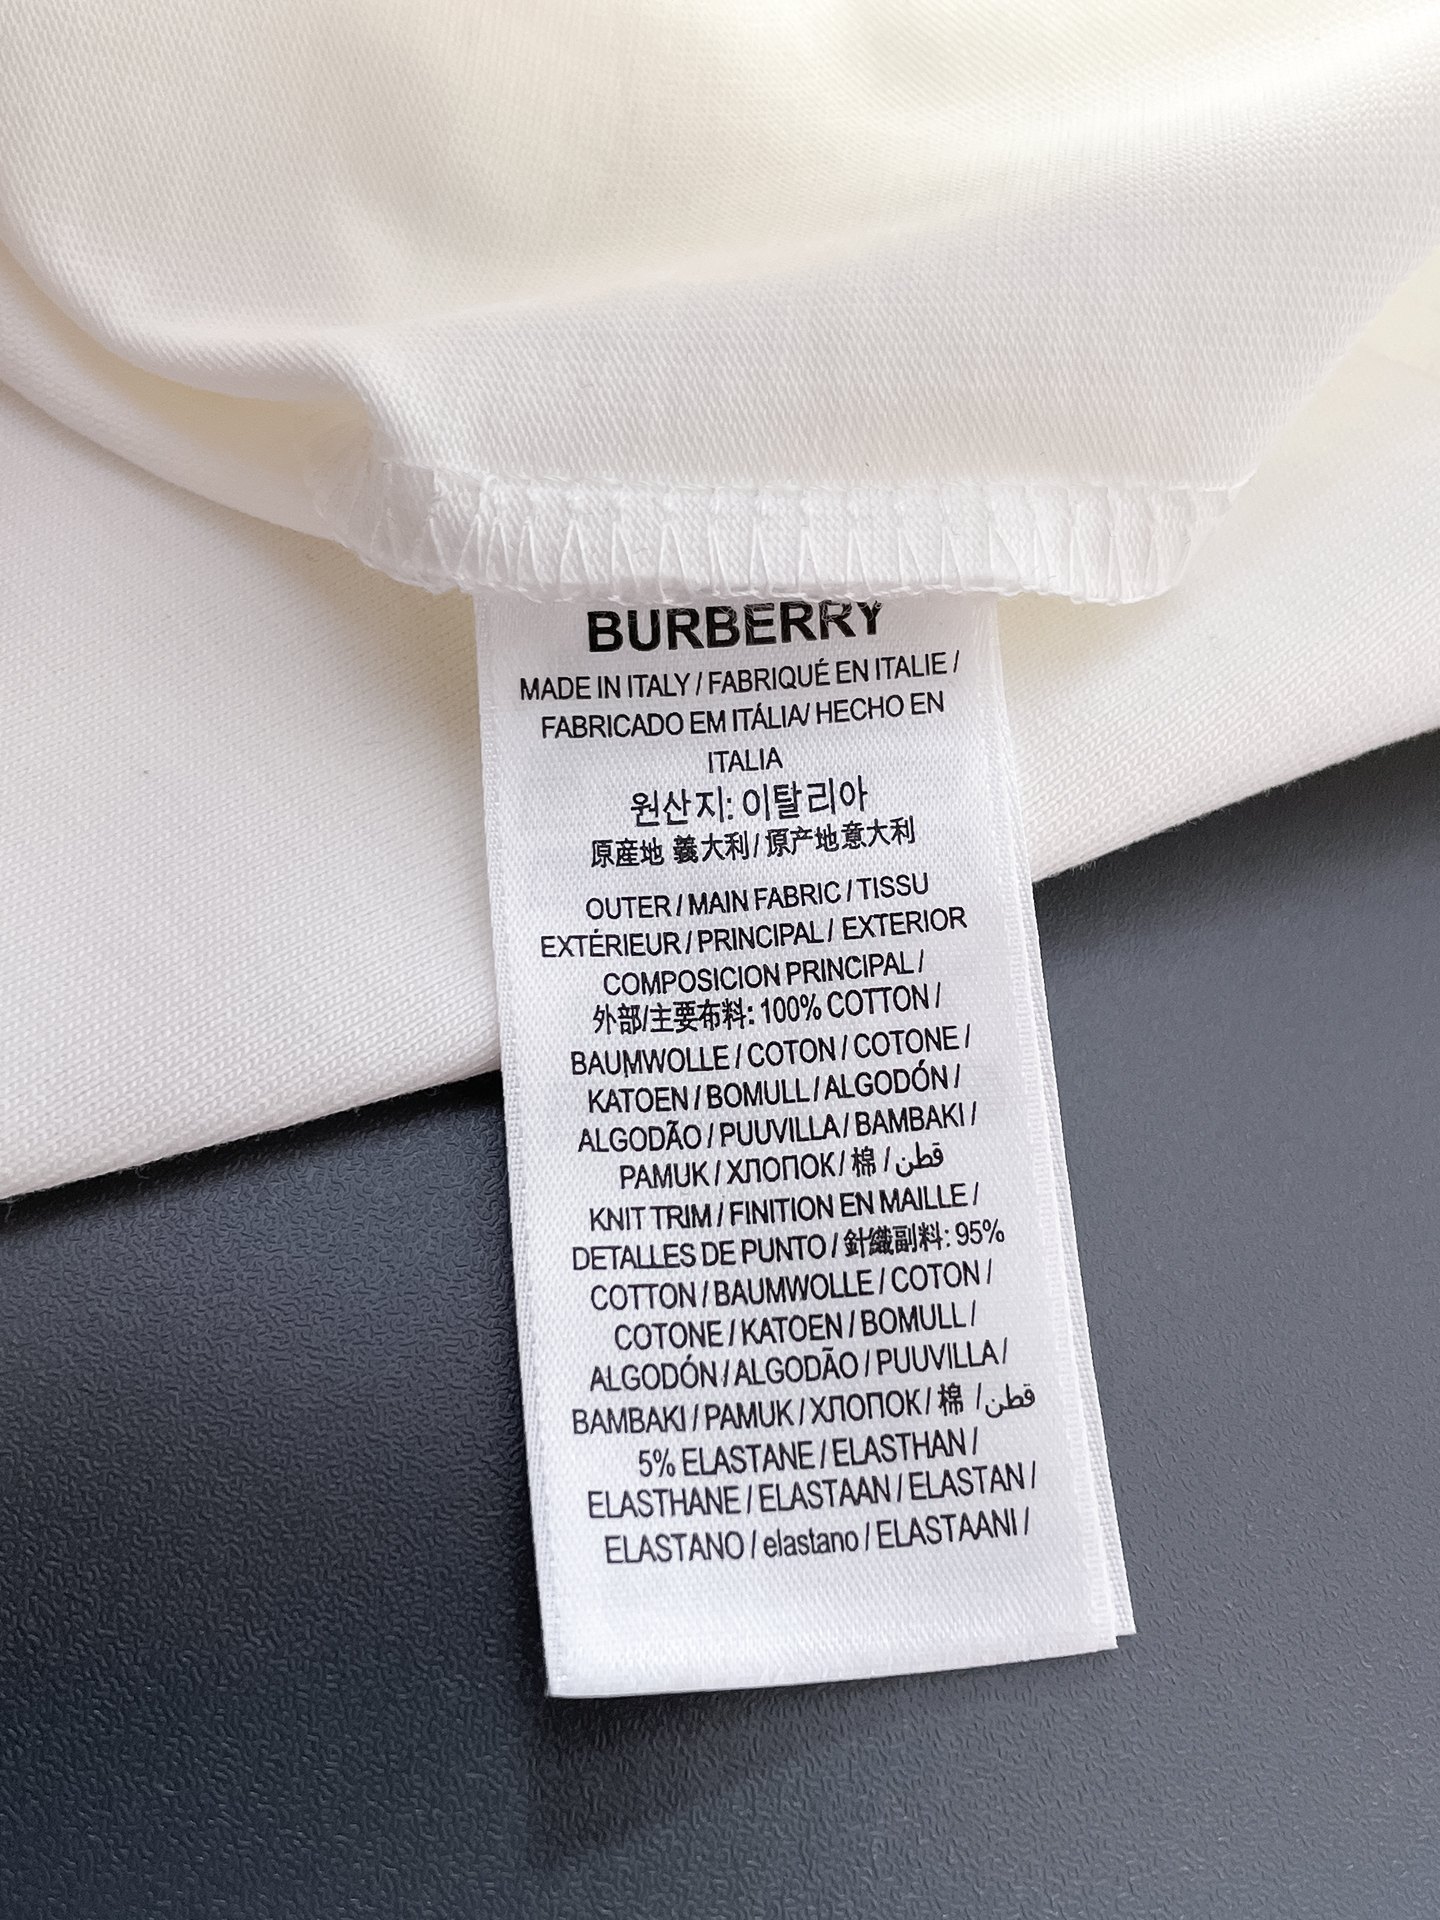 BURBERRY
MADE IN ITALY / FABRIQUÉ EN ITALIE /
FABRICADO EM ITÁLIA/ HECHO EN
ITALIA
원산지: 이탈리아
原産地 義大利 / 原产地意大利
OUTER / MAIN FABRIC / TISSU
EXTÉRIEUR / PRINCIPAL / EXTERIOR
COMPOSICION PRINCIPAL /
外部/主要布料: 100% COTTON /
BAUMWOLLE / COTON / COTONE /
KATOEN / BOMULL / ALGODÓN /
ALGODÃO / PUUVILLA / BAMBAKI /
PAMUK / ХЛОПОК / 棉 / قطن
KNIT TRIM / FINITION EN MAILLE /
DETALLES DE PUNTO / 針織副料: 95%
COTTON / BAUMWOLLE / COTON /
COTONE / KATOEN / BOMULL /
ALGODÓN / ALGODÃO / PUUVILLA /
BAMBAKI / PAMUK / ХЛОПОК / 棉 / قطن
5% ELASTANE / ELASTHAN /
ELASTHANE / ELASTAAN / ELASTAN /
ELASTANO / elastano / ELASTAANI /